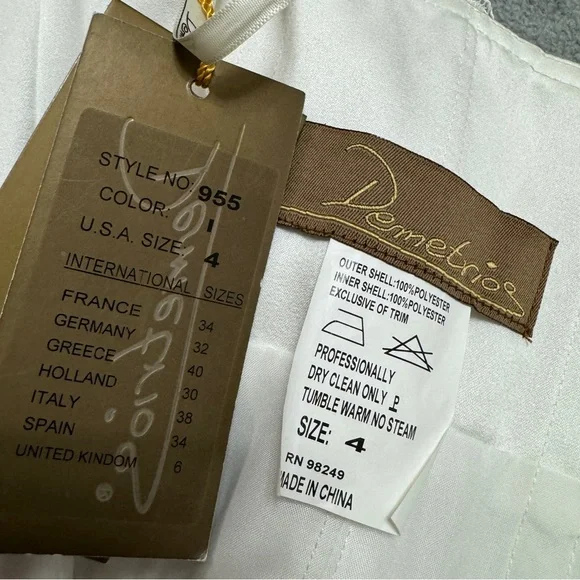 STYLE NO: 955
COLOR: I
U.S.A. SIZE: 4
INTERNATIONAL SIZES
FRANCE 34
GERMANY 32
GREECE 40
HOLLAND 30
ITALY 38
SPAIN 34
UNITED KINDOM 6
Demetrios
Demetrios
OUTER SHELL:100%POLYESTER
INNER SHELL:100%POLYESTER
EXCLUSIVE OF TRIM
PROFESSIONALLY
DRY CLEAN ONLY P
TUMBLE WARM NO STEAM
SIZE: 4
RN 98249
MADE IN CHINA